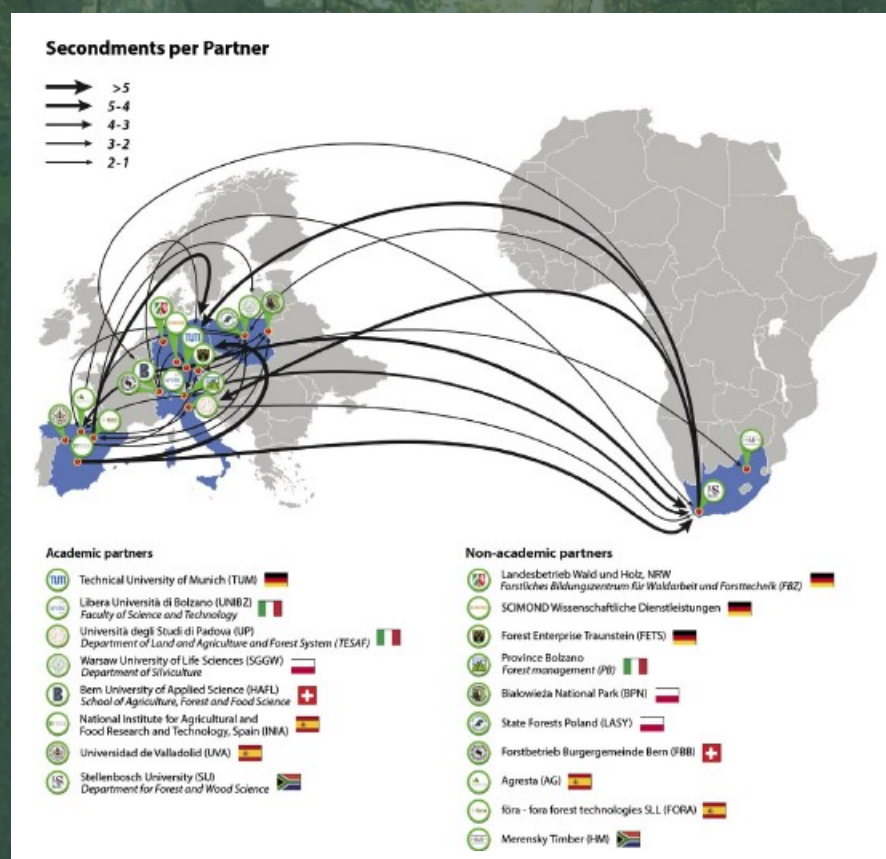 Secondments per Partner
>5
5-4
4-3
3-2
2-1
TUM
B
Academic partners
TUM
Technical University of Munich (TUM)
Libera Università di Bolzano (UNIBZ)
Faculty of Science and Technology
Università degli Studi di Padova (UP)
Department of Land and Agriculture and Forest System (TESAF)
Warsaw University of Life Sciences (SGGW)
Department of Silviculture
B
Bern University of Applied Science (HAFL)
School of Agriculture, Forest and Food Science
National Institute for Agricultural and
Food Research and Technology, Spain (INIA)
Universidad de Valladolid (UVA)
Stellenbosch University (SU)
Department for Forest and Wood Science
Non-academic partners
Landesbetrieb Wald und Holz, NRW
Forstliches Bildungszentrum für Waldarbeit und Forsttechnik (FBZ)
SCIMOND Wissenschaftliche Dienstleistungen
Forest Enterprise Traunstein (FETS)
Province Bolzano
Forest management (PB)
Białowieża National Park (BPN)
State Forests Poland (LASY)
Forstbetrieb Burgergemeinde Bern (FBB)
Agresta (AG)
föra - fora forest technologies SLL (FORA)
Merensky Timber (HM)